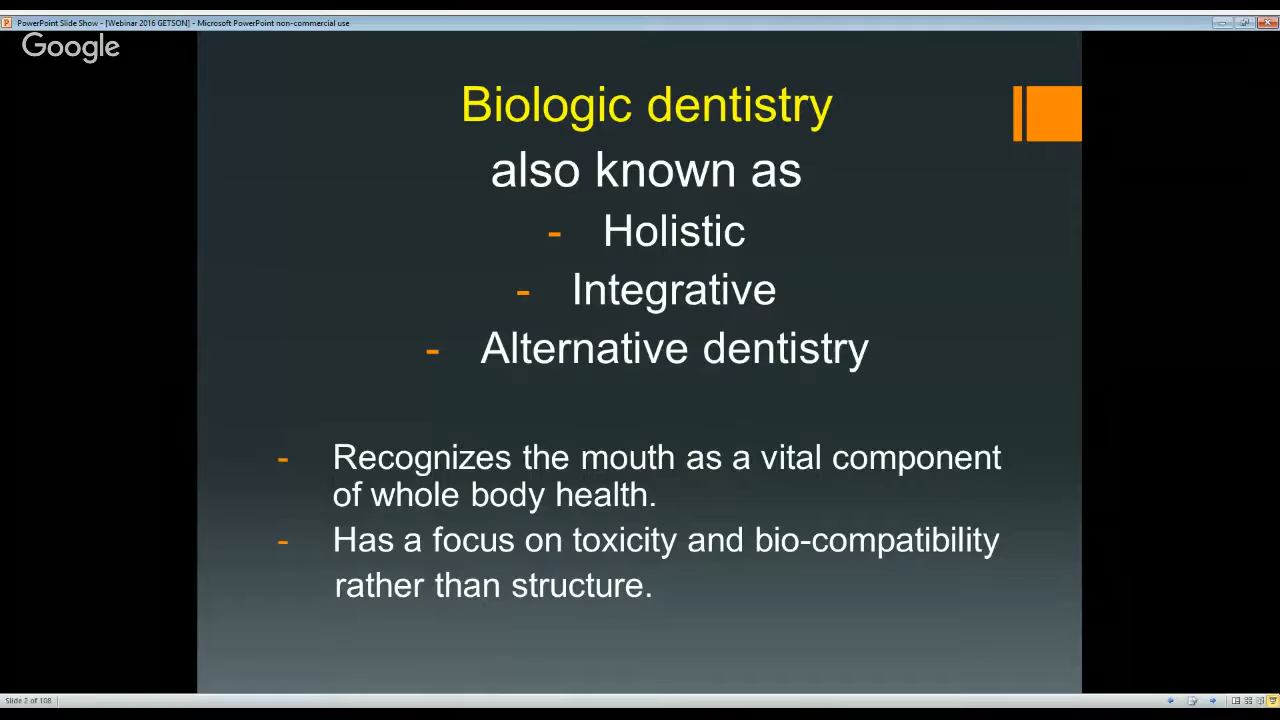 PowerPoint Slide Show - [Webinar 2016 GETSON] - Microsoft PowerPoint non-commercial use
Google
Biologic dentistry
also known as
- Holistic
- Integrative
- Alternative dentistry
- Recognizes the mouth as a vital component
of whole body health.
- Has a focus on toxicity and bio-compatibility
rather than structure.
Slide 2 of 108